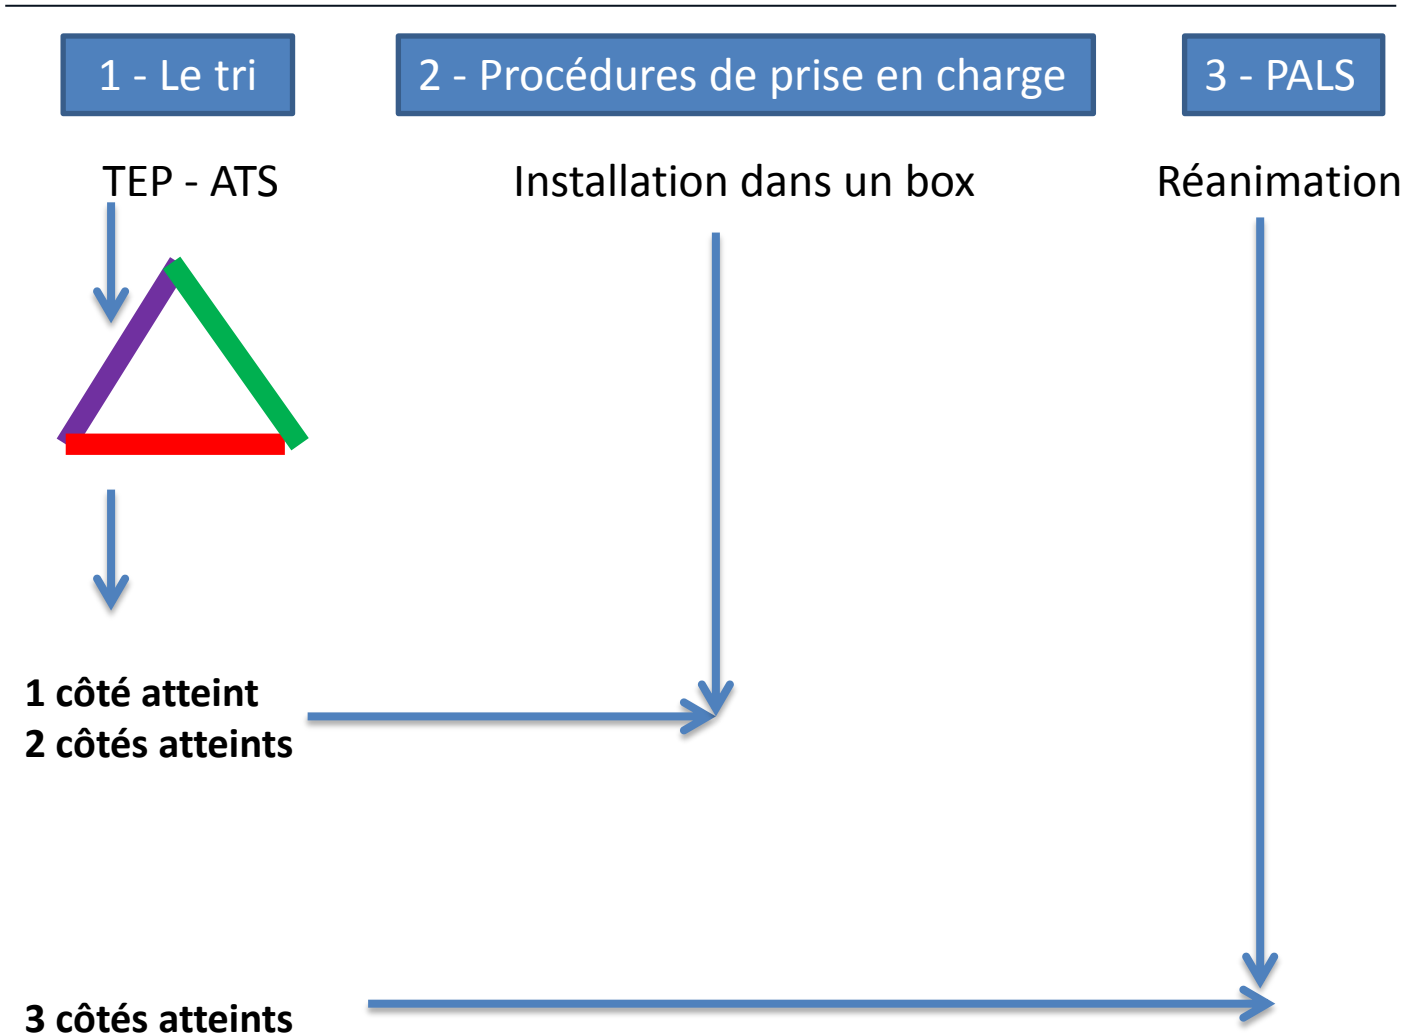 1 - Le tri
2 - Procédures de prise en charge
3 - PALS
TEP - ATS
Installation dans un box
Réanimation
1 côté atteint
2 côtés atteints
3 côtés atteints